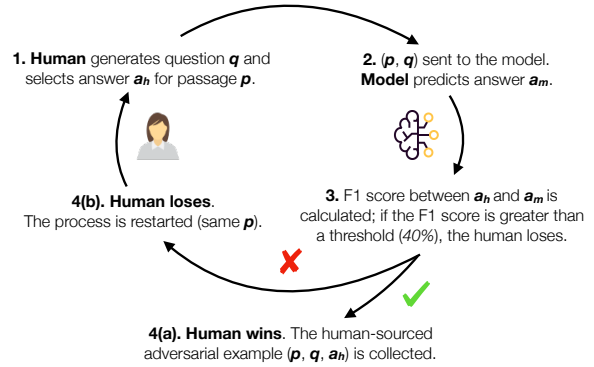 1. Human generates question q and
selects answer aₕ for passage p.
2. (p, q) sent to the model.
Model predicts answer aₘ.
3. F1 score between aₕ and aₘ is
calculated; if the F1 score is greater than
a threshold (40%), the human loses.
4(b). Human loses.
The process is restarted (same p).
4(a). Human wins. The human-sourced
adversarial example (p, q, aₕ) is collected.